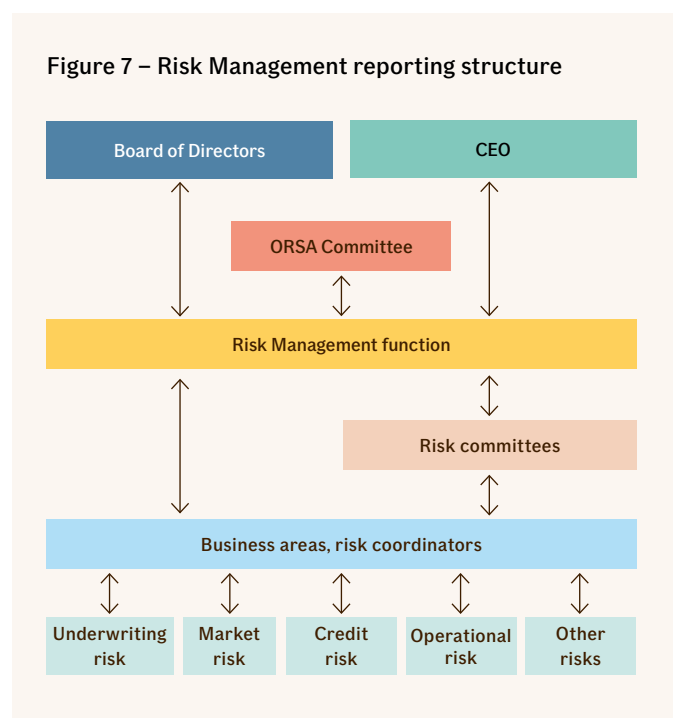 Figure 7 – Risk Management reporting structure
Board of Directors
CEO
ORSA Committee
Risk Management function
Risk committees
Business areas, risk coordinators
Underwriting
risk
Market
risk
Credit
risk
Operational
risk
Other
risks